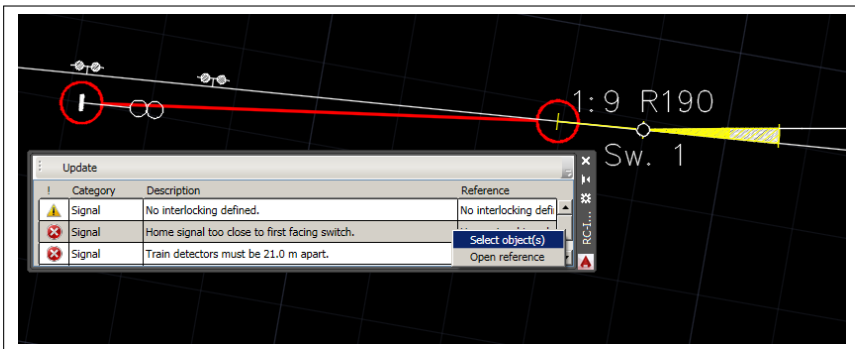 1:9 R190
Sw. 1
Update
! Category Description Reference
Signal No interlocking defined. No interlocking defi
Signal Home signal too close to first facing switch.
Signal Train detectors must be 21.0 m apart.
Select object(s)
Open reference
RC-I...